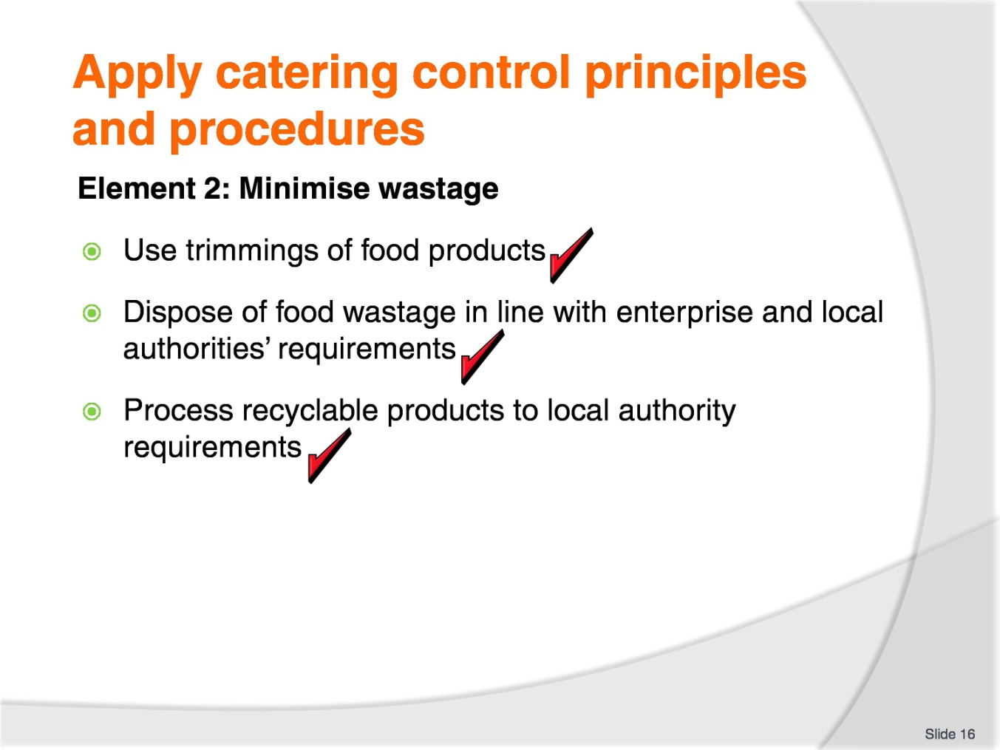 Apply catering control principles
and procedures
Element 2: Minimise wastage
Use trimmings of food products
Dispose of food wastage in line with enterprise and local
authorities’ requirements
Process recyclable products to local authority
requirements
Slide 16